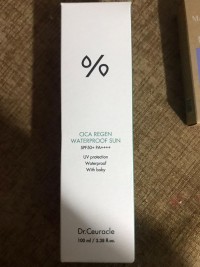 %
CICA REGEN
WATERPROOF SUN
SPF50+ PA++++
UV protection
Waterproof
With baby
Dr.Ceuracle
100 ml / 3.38 fl.oz.